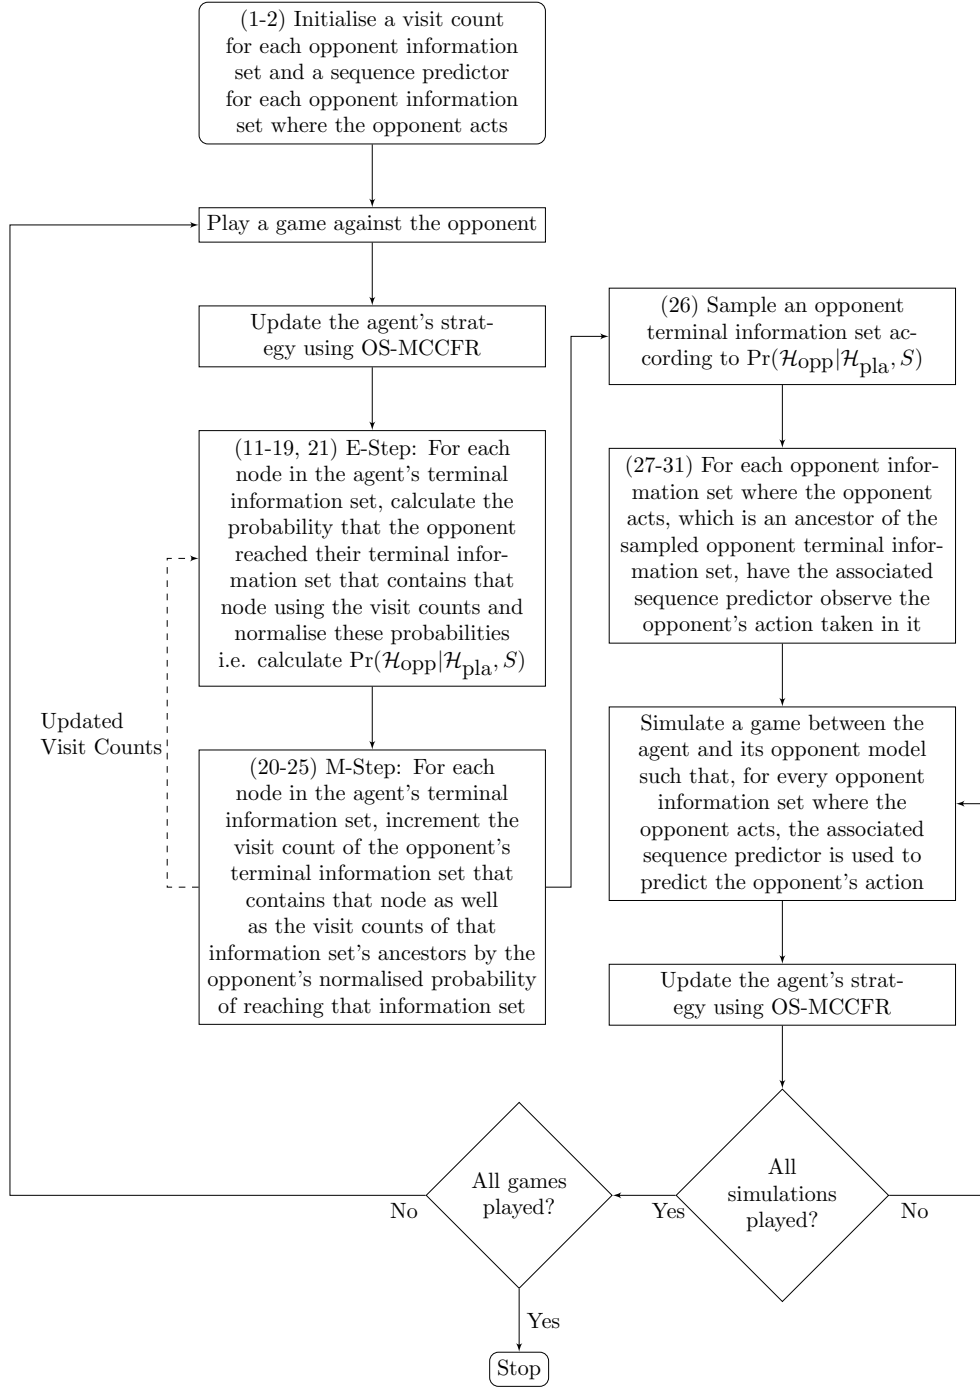 (1-2) Initialise a visit count
for each opponent information
set and a sequence predictor
for each opponent information
set where the opponent acts
Play a game against the opponent
Update the agent's strat-
egy using OS-MCCFR
(11-19, 21) E-Step: For each
node in the agent's terminal
information set, calculate the
probability that the opponent
reached their terminal infor-
mation set that contains that
node using the visit counts and
normalise these probabilities
i.e. calculate Pr(ℋopp|ℋpla, S)
Updated
Visit Counts
(20-25) M-Step: For each
node in the agent's terminal
information set, increment the
visit count of the opponent's
terminal information set that
contains that node as well
as the visit counts of that
information set's ancestors by the
opponent's normalised probability
of reaching that information set
(26) Sample an opponent
terminal information set ac-
cording to Pr(ℋopp|ℋpla, S)
(27-31) For each opponent infor-
mation set where the opponent
acts, which is an ancestor of the
sampled opponent terminal infor-
mation set, have the associated
sequence predictor observe the
opponent's action taken in it
Simulate a game between the
agent and its opponent model
such that, for every opponent
information set where the
opponent acts, the associated
sequence predictor is used to
predict the opponent's action
Update the agent's strat-
egy using OS-MCCFR
All
simulations
played?
No
Yes
All games
played?
No
Yes
Stop